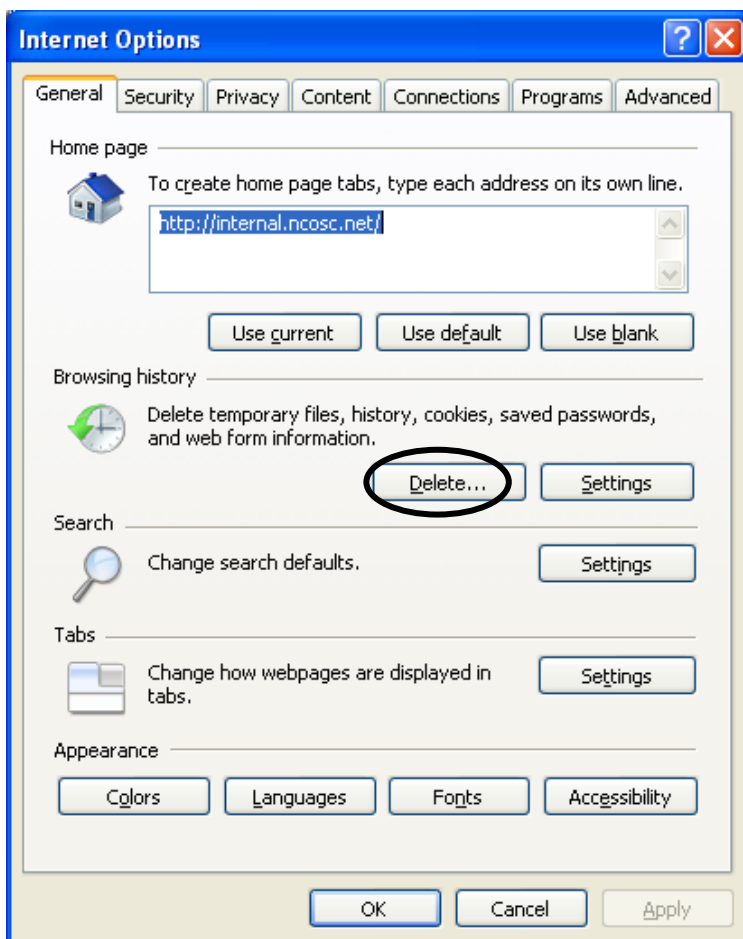 Internet Options
?
X
General Security Privacy Content Connections Programs Advanced
Home page
To create home page tabs, type each address on its own line.
http://internal.ncosc.net/
Use current Use default Use blank
Browsing history
Delete temporary files, history, cookies, saved passwords,
and web form information.
Delete... Settings
Search
Change search defaults. Settings
Tabs
Change how webpages are displayed in
tabs.
Settings
Appearance
Colors Languages Fonts Accessibility
OK Cancel Apply